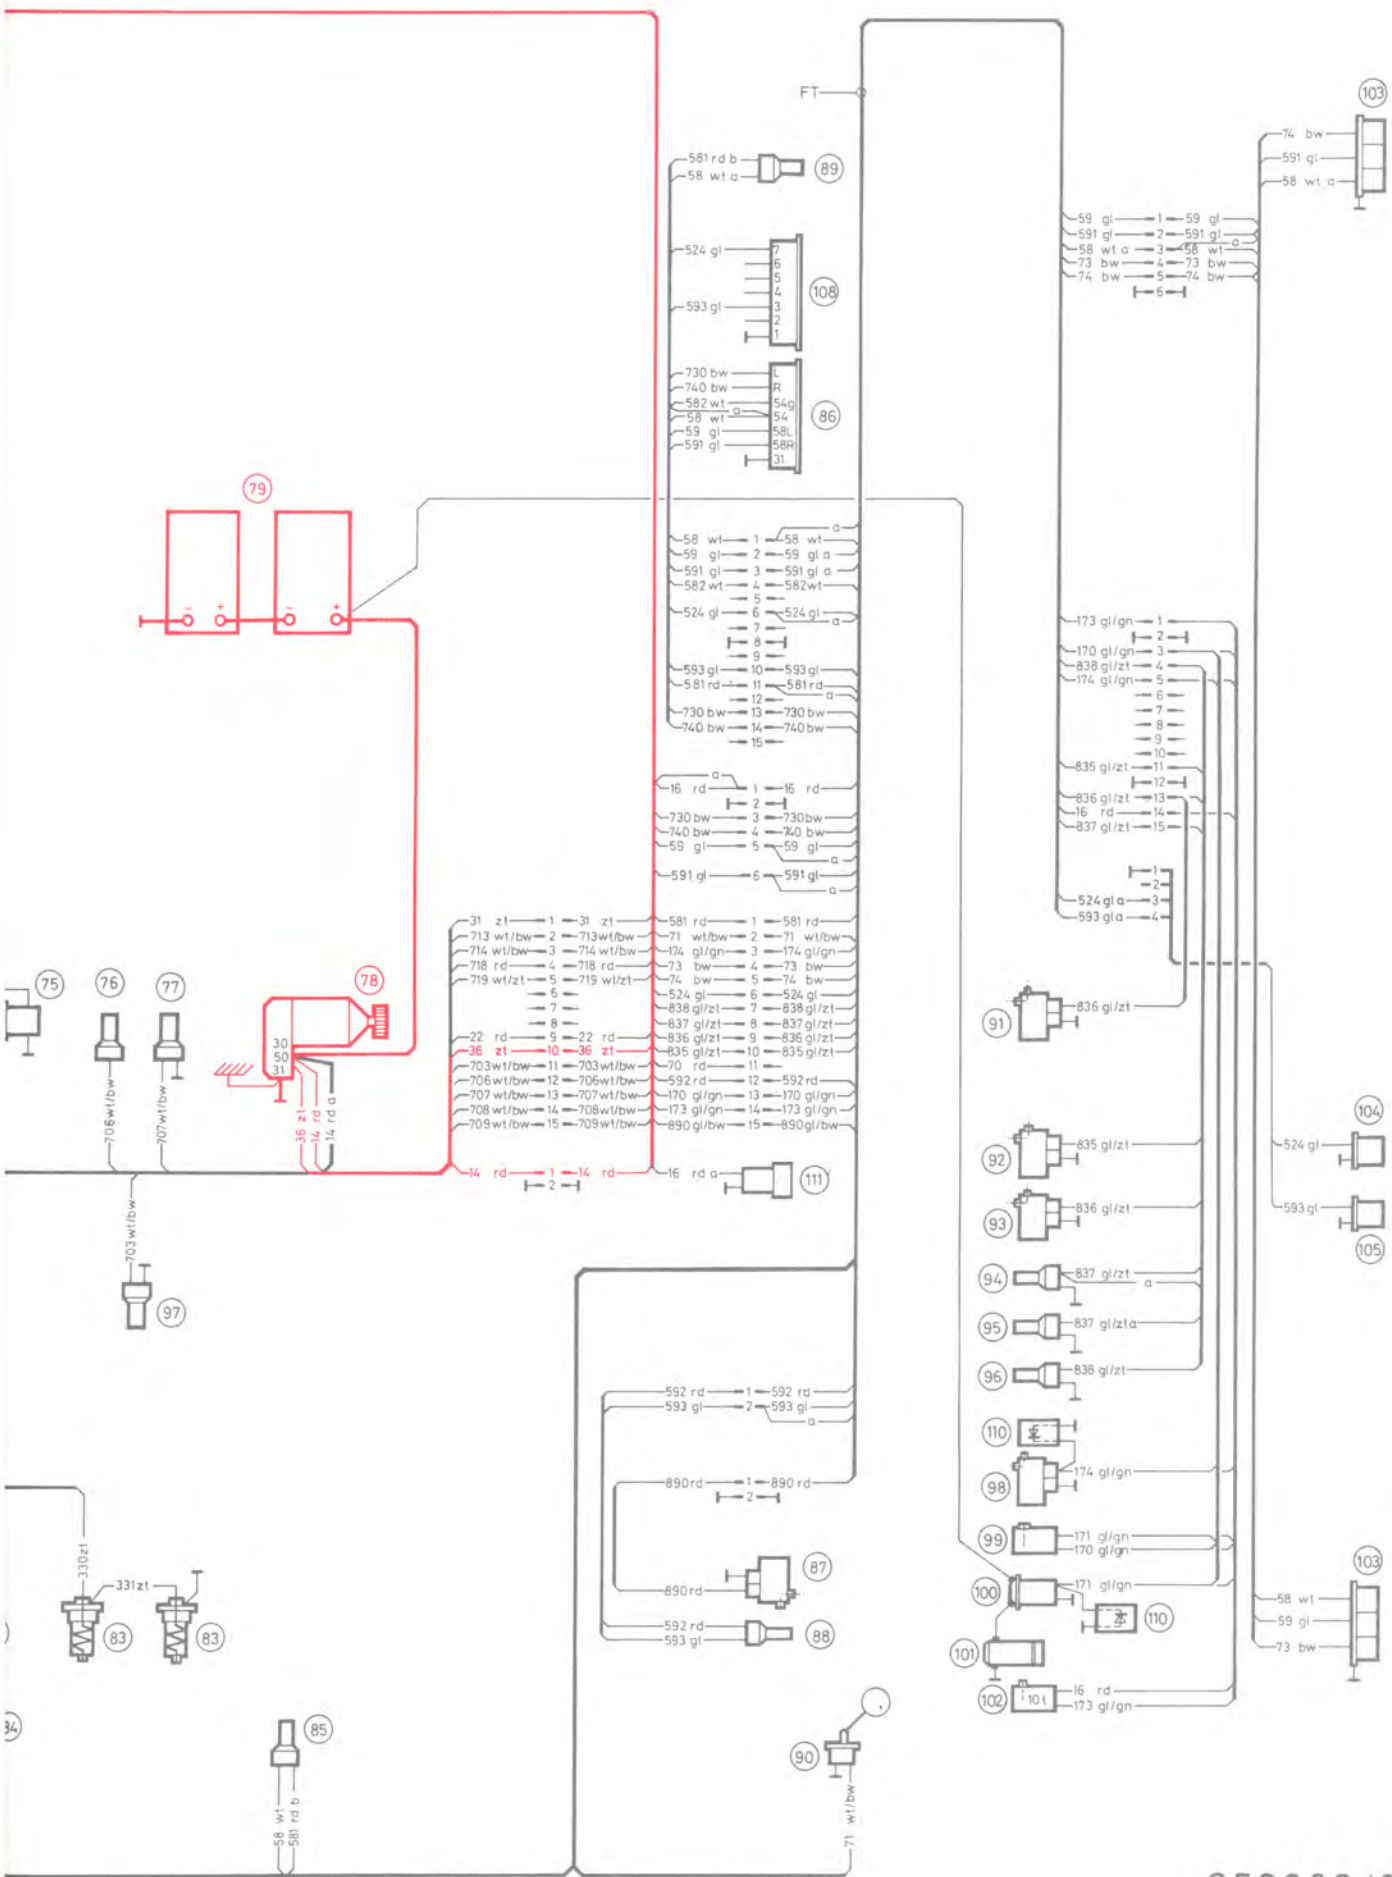 FT
103
74 bw
591 gl
58 wt a
581 rd b
58 wt a
89
59 gl 1 59 gl
591 gl 2 591 gl
a
58 wt a 3 58 wt
73 bw 4 73 bw
74 bw 5 74 bw
6
524 gl 7
6
5
4
108
593 gl 3
2
1
730 bw L
740 bw R
582 wt 54g
a
58 wt 54
86
59 gl 58L
591 gl 58R
31
79
- + - +
a
58 wt 1 58 wt
59 gl 2 59 gl a
591 gl 3 591 gl a
582 wt 4 582 wt
5
524 gl 6 524 gl
a
7
8
9
593 gl 10 593 gl
581 rd 11 581 rd
a
12
730 bw 13 730 bw
740 bw 14 740 bw
15
173 gl/gn 1
2
170 gl/gn 3
838 gl/zt 4
174 gl/gn 5
6
7
8
9
10
835 gl/zt 11
12
836 gl/zt 13
16 rd 14
837 gl/zt 15
a
16 rd 1 16 rd
2
730 bw 3 730 bw
740 bw 4 740 bw
59 gl 5 59 gl
a
591 gl 6 591 gl
a
1
2
524 gl a 3
593 gl a 4
31 zt 1 31 zt 581 rd 1 581 rd
713 wt/bw 2 713 wt/bw 71 wt/bw 2 71 wt/bw
714 wt/bw 3 714 wt/bw 174 gl/gn 3 174 gl/gn
718 rd 4 718 rd 73 bw 4 73 bw
719 wt/zt 5 719 wt/zt 74 bw 5 74 bw
6 524 gl 6 524 gl
7 838 gl/zt 7 838 gl/zt
8 837 gl/zt 8 837 gl/zt
22 rd 9 22 rd 836 gl/zt 9 836 gl/zt
36 zt 10 36 zt 835 gl/zt 10 835 gl/zt
703 wt/bw 11 703 wt/bw 70 rd 11
706 wt/bw 12 706 wt/bw 592 rd 12 592 rd
707 wt/bw 13 707 wt/bw 170 gl/gn 13 170 gl/gn
708 wt/bw 14 708 wt/bw 173 gl/gn 14 173 gl/gn
709 wt/bw 15 709 wt/bw 890 gl/bw 15 890 gl/bw
14 rd 1 14 rd
2
16 rd a
111
75
76
77
78
30
50
31
706 wt/bw
707 wt/bw
36 zt
14 rd
14 rd a
703 wt/bw
97
91
836 gl/zt
92
835 gl/zt
93
836 gl/zt
94
837 gl/zt
a
95
837 gl/zt a
96
838 gl/zt
110
98
174 gl/gn
99
171 gl/gn
170 gl/gn
100
171 gl/gn
110
101
102
10 t
16 rd
173 gl/gn
524 gl
104
593 gl
105
103
58 wt
59 gl
73 bw
592 rd 1 592 rd
593 gl 2 593 gl
a
890 rd 1 890 rd
2
87
890 rd
592 rd
593 gl
88
330 zt
331 zt
83
83
84
85
58 wt
581 rd b
90
71 wt/bw